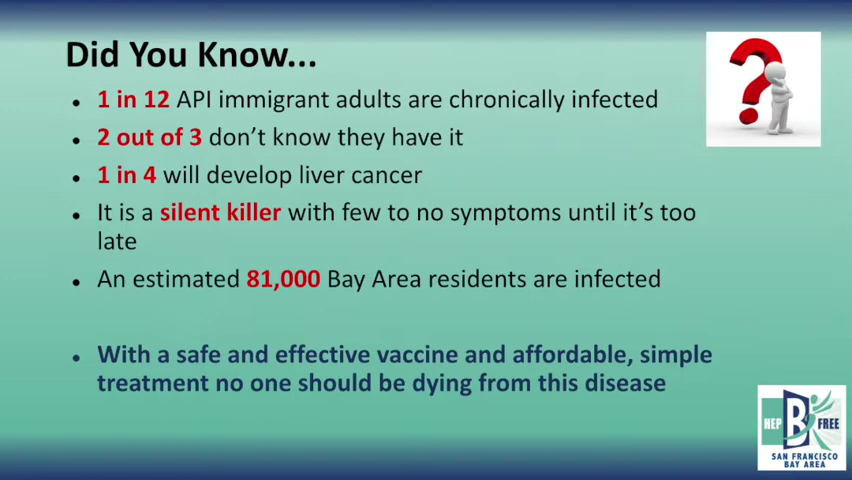 Did You Know...
• 1 in 12 API immigrant adults are chronically infected
• 2 out of 3 don't know they have it
• 1 in 4 will develop liver cancer
• It is a silent killer with few to no symptoms until it's too
late
• An estimated 81,000 Bay Area residents are infected
• With a safe and effective vaccine and affordable, simple
treatment no one should be dying from this disease
HEP B FREE
SAN FRANCISCO
BAY AREA